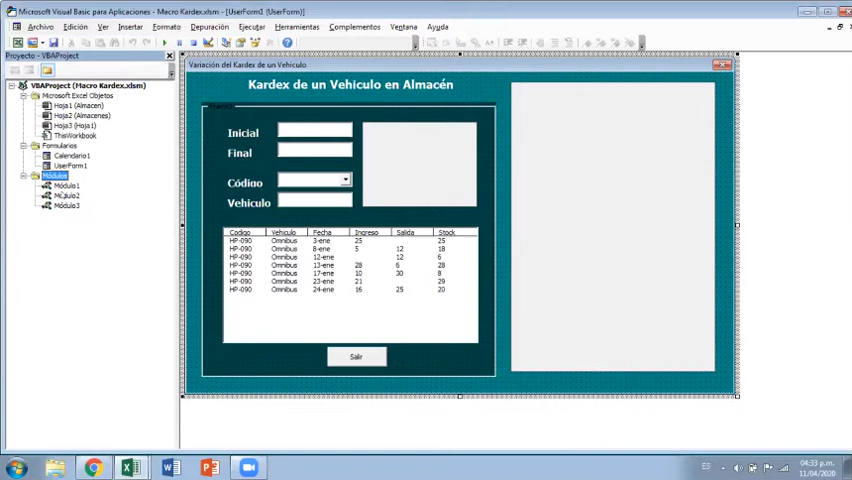 Microsoft Visual Basic para Aplicaciones - Macro Kardex.xlsm - [UserForm1 (UserForm)]
Archivo Edición Ver Insertar Formato Depuración Ejecutar Herramientas Complementos Ventana Ayuda
Proyecto - VBAProject
VBAProject (Macro Kardex.xlsm)
Microsoft Excel Objetos
Hoja1 (Almacen)
Hoja2 (Almacenes)
Hoja3 (Hoja1)
ThisWorkbook
Formularios
Calendario1
UserForm1
Módulos
Módulo1
Módulo2
Módulo3
Variación del Kardex de un Vehiculo
Kardex de un Vehiculo en Almacén
Inicial
Final
Código
Vehiculo
Codigo Vehiculo Fecha Ingreso Salida Stock
HP-090 Omnibus 3-ene 25 25
HP-090 Omnibus 8-ene 5 12 18
HP-090 Omnibus 12-ene 12 6
HP-090 Omnibus 13-ene 28 6 28
HP-090 Omnibus 17-ene 10 30 8
HP-090 Omnibus 23-ene 21 29
HP-090 Omnibus 24-ene 16 25 20
Salir
ES
04:33 p.m.
11/04/2020